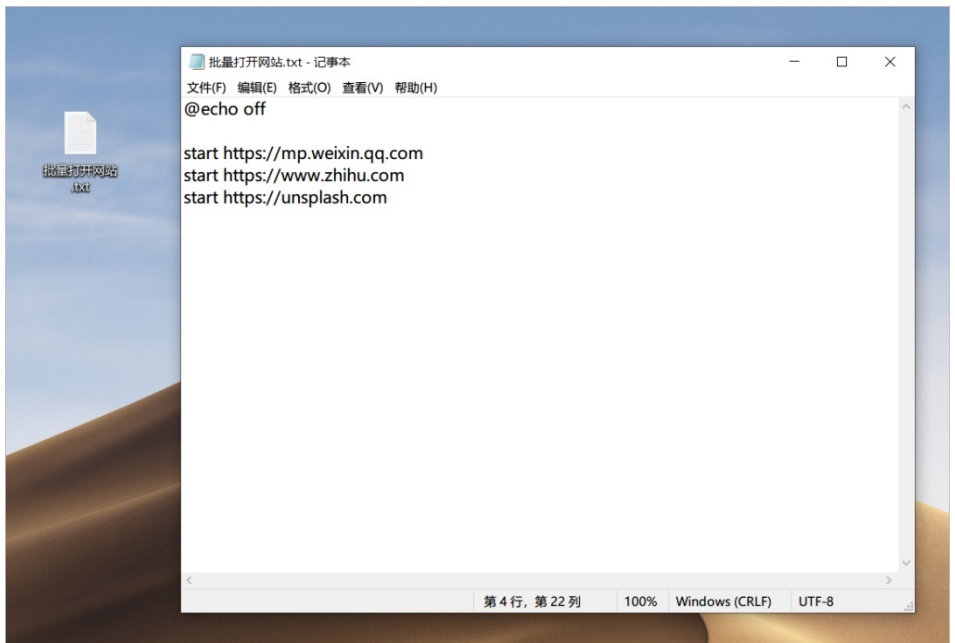 批量打开网站.txt - 记事本
文件(F) 编辑(E) 格式(O) 查看(V) 帮助(H)
@echo off
start https://mp.weixin.qq.com
start https://www.zhihu.com
start https://unsplash.com
批量打开网站
.txt
第 4 行，第 22 列 100% Windows (CRLF) UTF-8